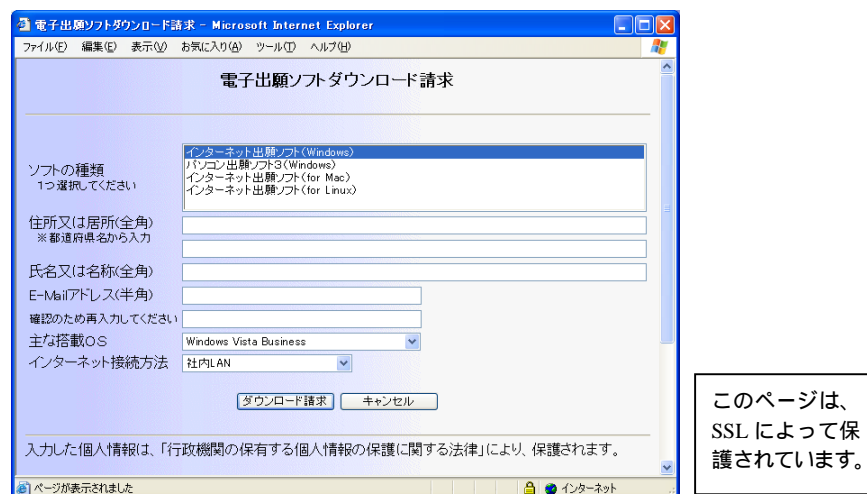 電子出願ソフトダウンロード請求 - Microsoft Internet Explorer
ファイル(F) 編集(E) 表示(V) お気に入り(A) ツール(T) ヘルプ(H)
電子出願ソフトダウンロード請求
ソフトの種類
1つ選択してください
インターネット出願ソフト(Windows)
パソコン出願ソフト3(Windows)
インターネット出願ソフト(for Mac)
インターネット出願ソフト(for Linux)
住所又は居所(全角)
※都道府県名から入力
氏名又は名称(全角)
E-Mailアドレス(半角)
確認のため再入力してください
主な搭載OS Windows Vista Business
インターネット接続方法 社内LAN
ダウンロード請求 キャンセル
入力した個人情報は、「行政機関の保有する個人情報の保護に関する法律」により、保護されます。
ページが表示されました インターネット
このページは、
SSL によって保
護されています。